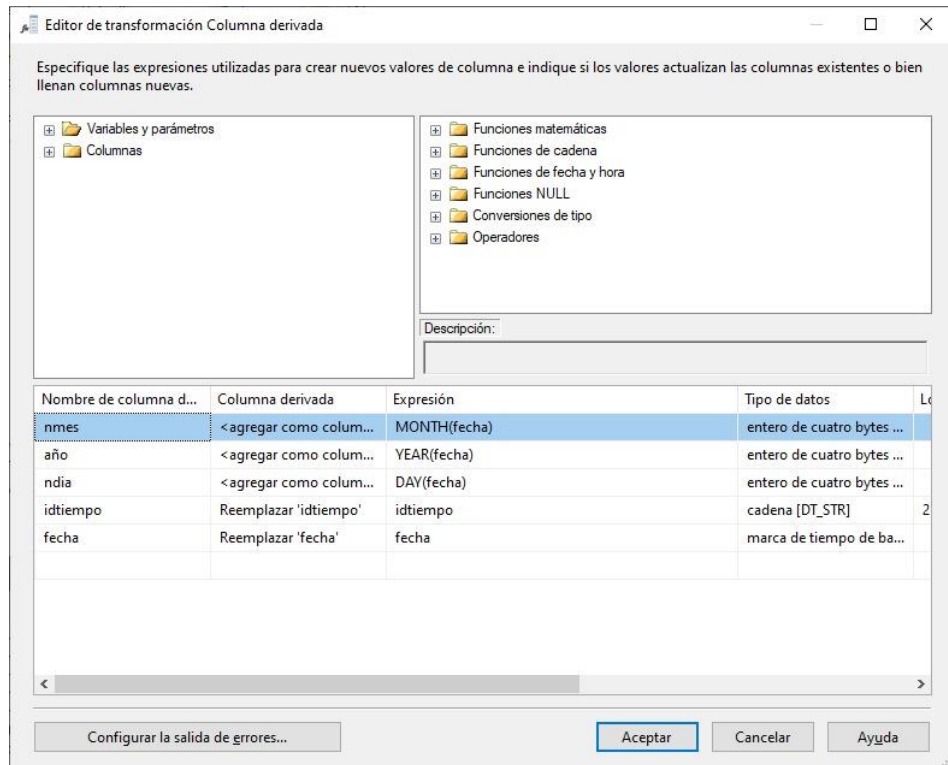 Editor de transformación Columna derivada
Especifique las expresiones utilizadas para crear nuevos valores de columna e indique si los valores actualizan las columnas existentes o bien
llenan columnas nuevas.
Variables y parámetros
Columnas
Funciones matemáticas
Funciones de cadena
Funciones de fecha y hora
Funciones NULL
Conversiones de tipo
Operadores
Descripción:
Nombre de columna d... Columna derivada Expresión Tipo de datos Lo
nmes <agregar como colum... MONTH(fecha) entero de cuatro bytes ...
año <agregar como colum... YEAR(fecha) entero de cuatro bytes ...
ndia <agregar como colum... DAY(fecha) entero de cuatro bytes ...
idtiempo Reemplazar 'idtiempo' idtiempo cadena [DT_STR] 2
fecha Reemplazar 'fecha' fecha marca de tiempo de ba...
Configurar la salida de errores... Aceptar Cancelar Ayuda